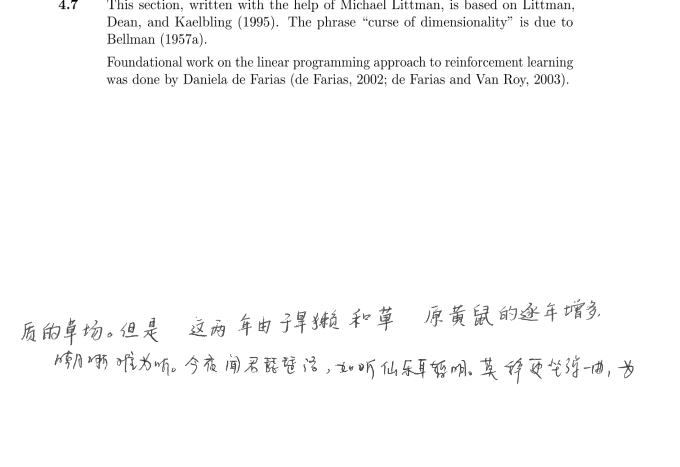 4.7 This section, written with the help of Michael Littman, is based on Littman,
Dean, and Kaelbling (1995). The phrase “curse of dimensionality” is due to
Bellman (1957a).
Foundational work on the linear programming approach to reinforcement learning
was done by Daniela de Farias (de Farias, 2002; de Farias and Van Roy, 2003).
质的草场。但是 这两年由于旱獭和草 原黄鼠的逐年增多,
嘲哳难为听。今夜闻君琵琶语，如听仙乐耳暂明。莫辞更坐弹一曲，为